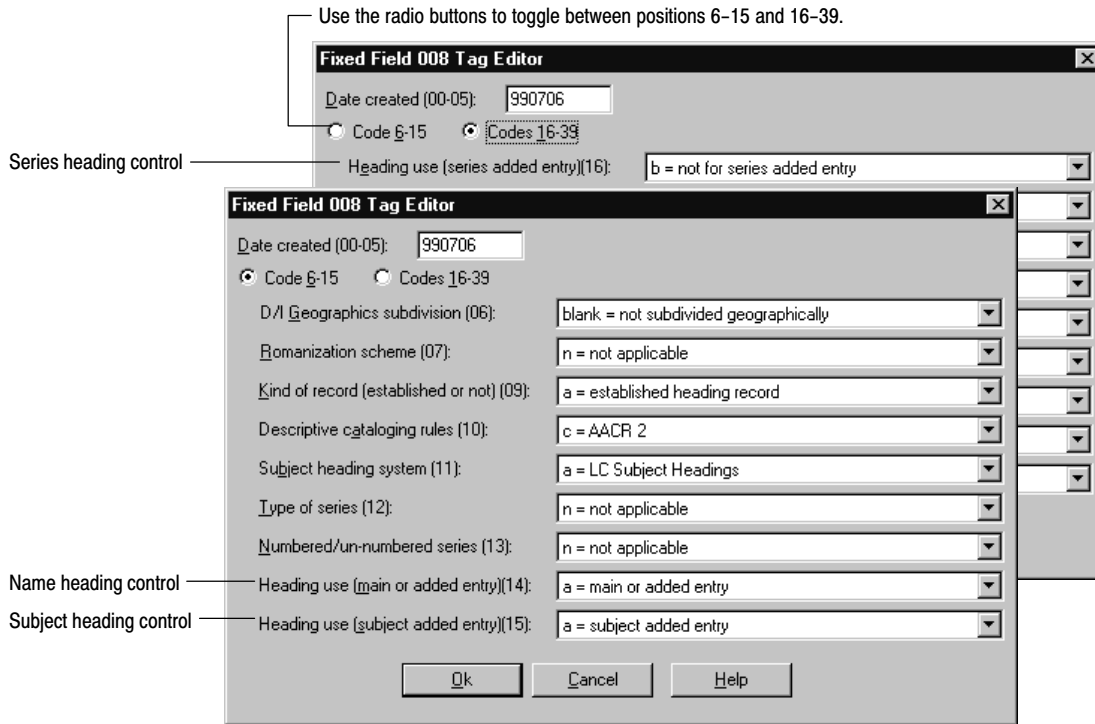 Use the radio buttons to toggle between positions 6–15 and 16–39.
Fixed Field 008 Tag Editor
Date created (00-05): 990706
Code 6-15 Codes 16-39
Series heading control
Heading use (series added entry)(16): b = not for series added entry
Fixed Field 008 Tag Editor
Date created (00-05): 990706
Code 6-15 Codes 16-39
D/I Geographics subdivision (06): blank = not subdivided geographically
Romanization scheme (07): n = not applicable
Kind of record (established or not) (09): a = established heading record
Descriptive cataloging rules (10): c = AACR 2
Subject heading system (11): a = LC Subject Headings
Type of series (12): n = not applicable
Numbered/un-numbered series (13): n = not applicable
Name heading control
Heading use (main or added entry)(14): a = main or added entry
Subject heading control
Heading use (subject added entry)(15): a = subject added entry
Ok Cancel Help